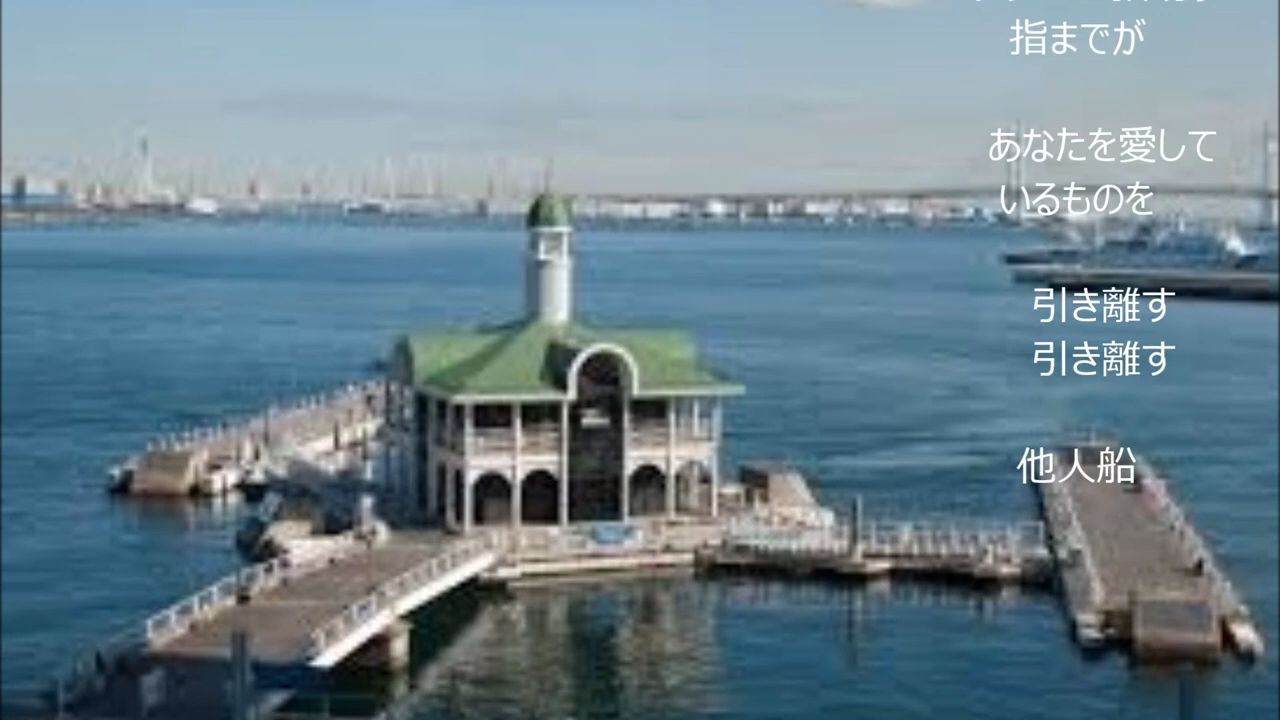 指までが
あなたを愛して
いるものを
引き離す
引き離す
他人船